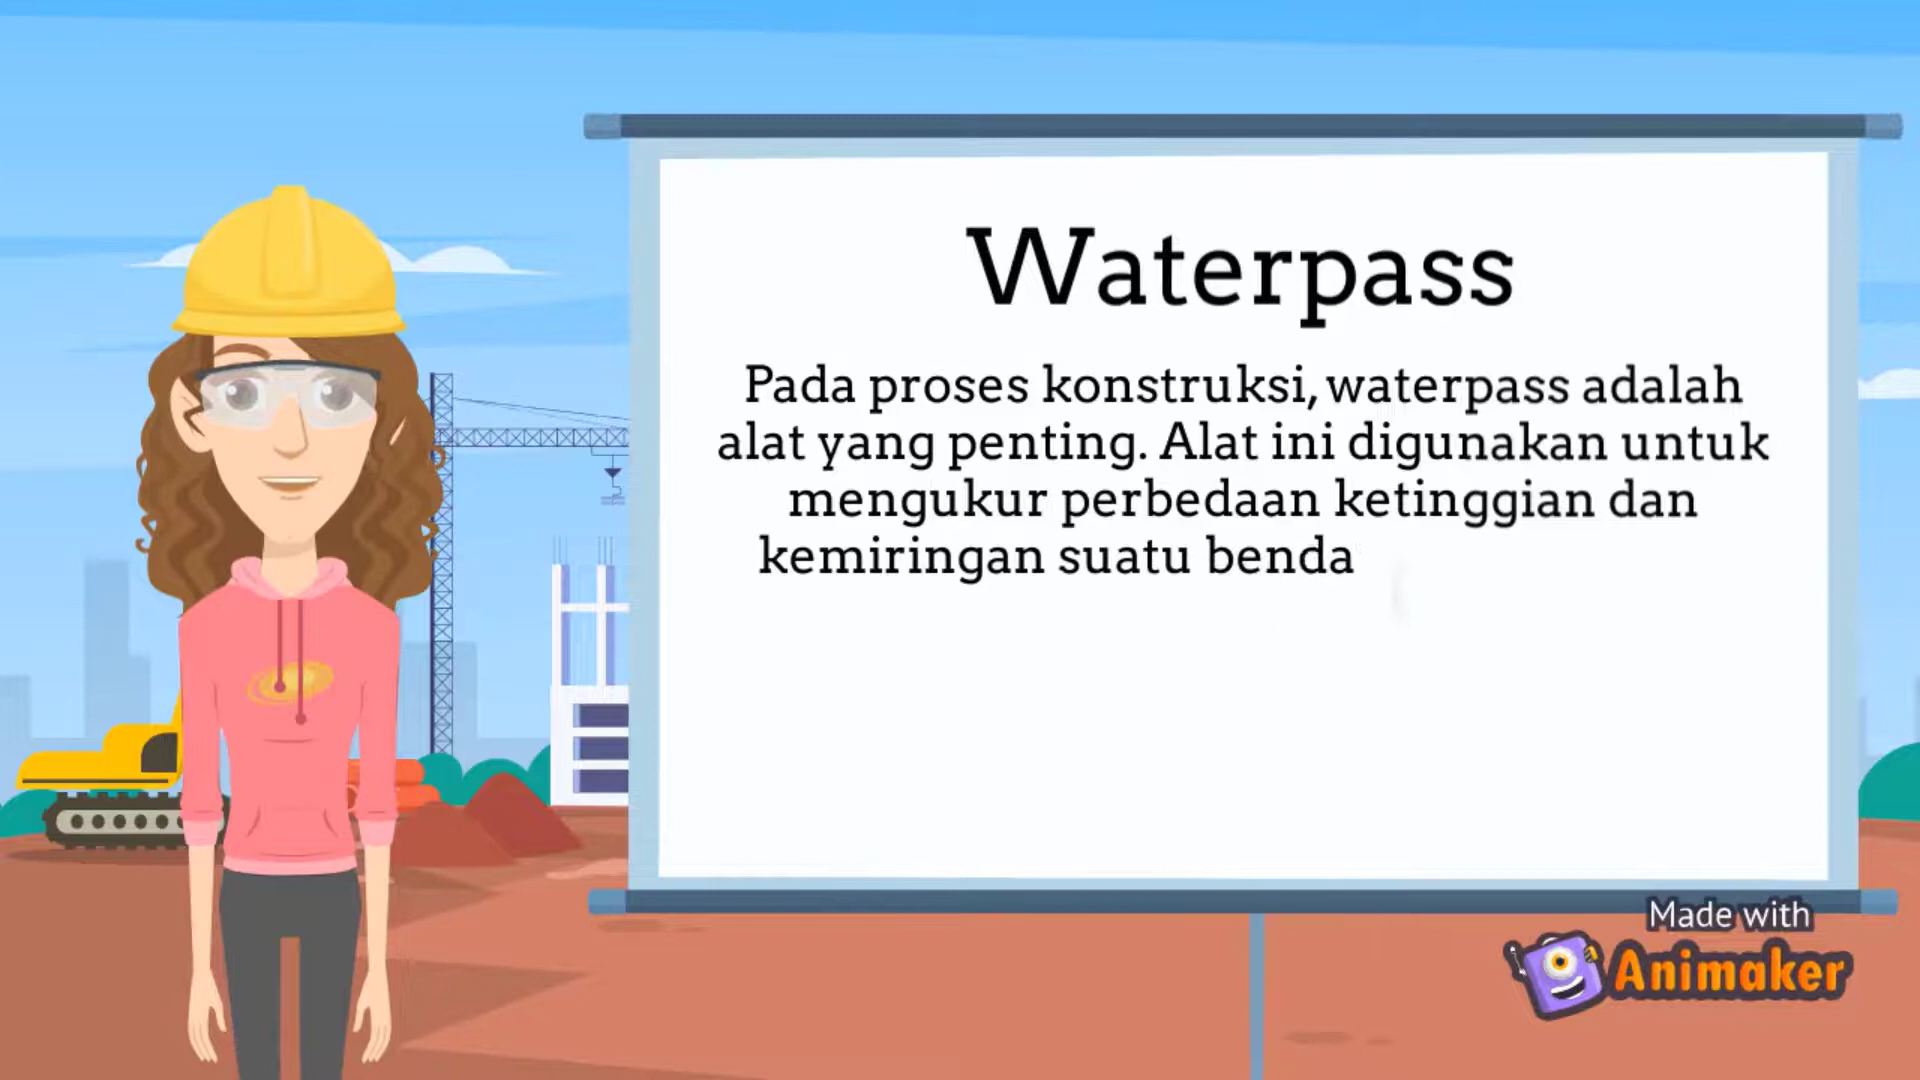 Waterpass
Pada proses konstruksi, waterpass adalah
alat yang penting. Alat ini digunakan untuk
mengukur perbedaan ketinggian dan
kemiringan suatu benda
Made with
Animaker